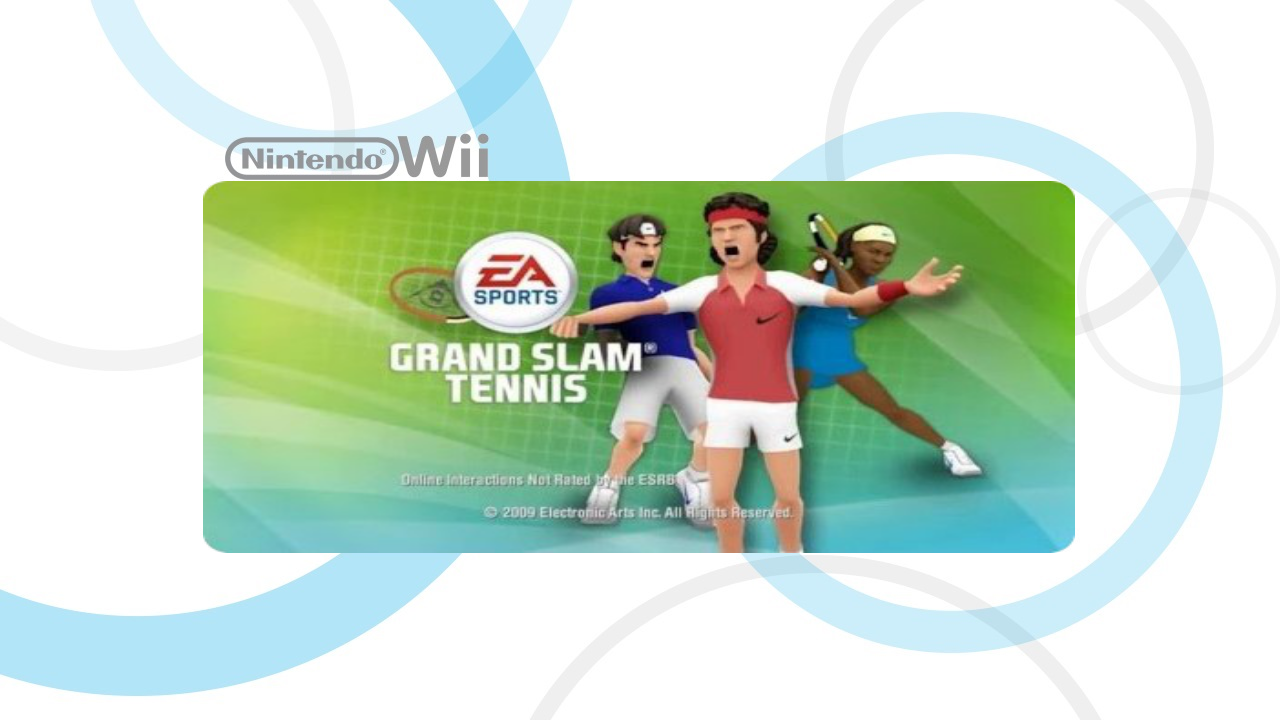 Nintendo® Wii
EA
SPORTS™
GRAND SLAM®
TENNIS
Online Interactions Not Rated by the ESRB
© 2009 Electronic Arts Inc. All Rights Reserved.